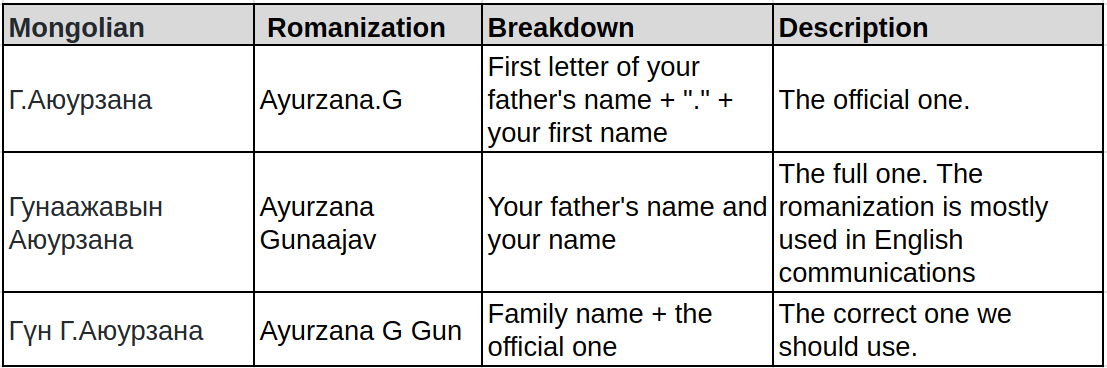 Mongolian Romanization Breakdown Description
Г.Аюурзана
Ayurzana.G
First letter of your
father's name + "." +
your first name
The official one.
Гунаажавын
Аюурзана
Ayurzana
Gunaajav
Your father's name and
your name
The full one. The
romanization is mostly
used in English
communications
Гүн Г.Аюурзана
Ayurzana G Gun
Family name + the
official one
The correct one we
should use.